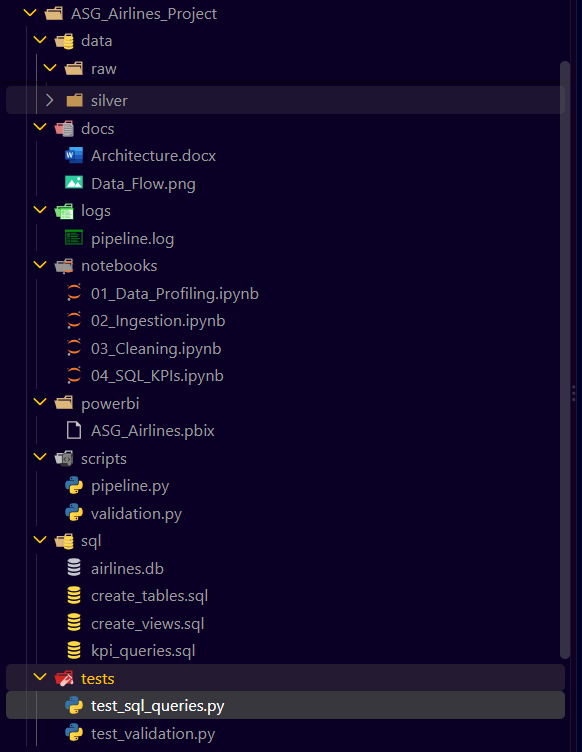 ASG_Airlines_Project
data
raw
silver
docs
Architecture.docx
Data_Flow.png
logs
pipeline.log
notebooks
01_Data_Profiling.ipynb
02_Ingestion.ipynb
03_Cleaning.ipynb
04_SQL_KPIs.ipynb
powerbi
ASG_Airlines.pbix
scripts
pipeline.py
validation.py
sql
airlines.db
create_tables.sql
create_views.sql
kpi_queries.sql
tests
test_sql_queries.py
test_validation.py